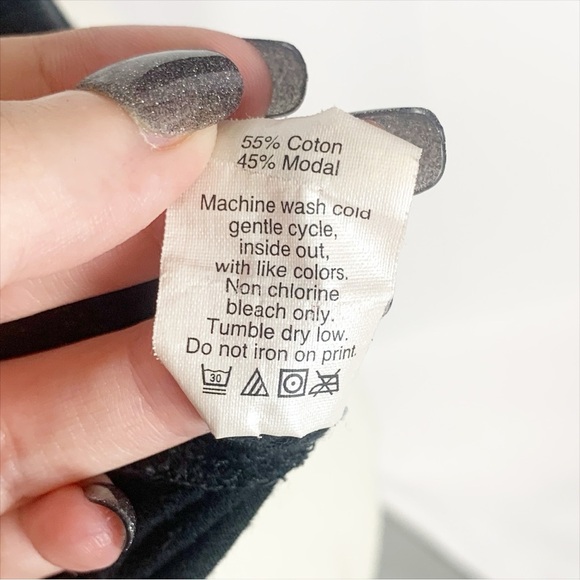 55% Coton
45% Modal
Machine wash cold
gentle cycle,
inside out,
with like colors.
Non chlorine
bleach only.
Tumble dry low.
Do not iron on print.
30